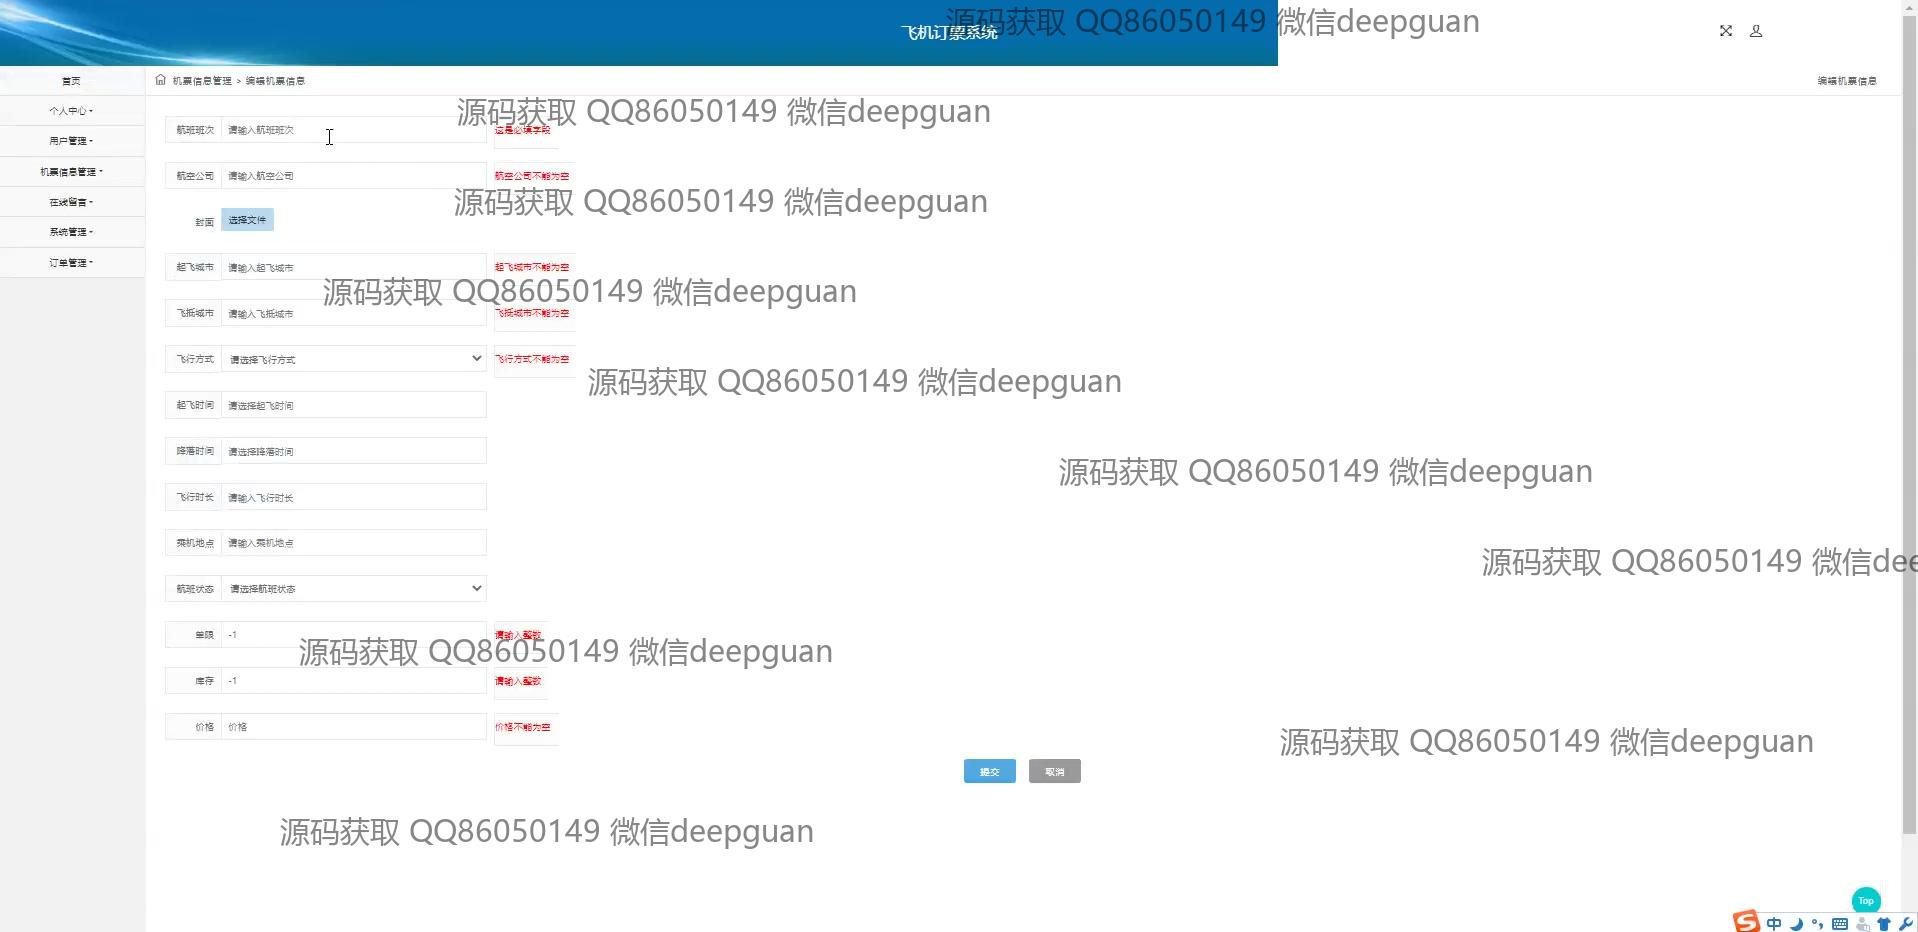 飞机订票系统
源码获取 QQ86050149 微信deepguan
首页
机票信息管理 > 编辑机票信息
编辑机票信息
个人中心
用户管理
机票信息管理
在线留言
系统管理
订单管理
源码获取 QQ86050149 微信deepguan
航班班次 请输入航班班次 这是必填字段
航空公司 请输入航空公司 航空公司不能为空
源码获取 QQ86050149 微信deepguan
封面 选择文件
起飞城市 请输入起飞城市 起飞城市不能为空
源码获取 QQ86050149 微信deepguan
飞抵城市 请输入飞抵城市 飞抵城市不能为空
飞行方式 请选择飞行方式 飞行方式不能为空
源码获取 QQ86050149 微信deepguan
起飞时间 请选择起飞时间
降落时间 请选择降落时间
源码获取 QQ86050149 微信deepguan
飞行时长 请输入飞行时长
乘机地点 请输入乘机地点
源码获取 QQ86050149 微信dee
航班状态 请选择航班状态
单限 -1 请输入整数
源码获取 QQ86050149 微信deepguan
库存 -1 请输入整数
价格 价格 价格不能为空
源码获取 QQ86050149 微信deepguan
提交 取消
源码获取 QQ86050149 微信deepguan
Top
中